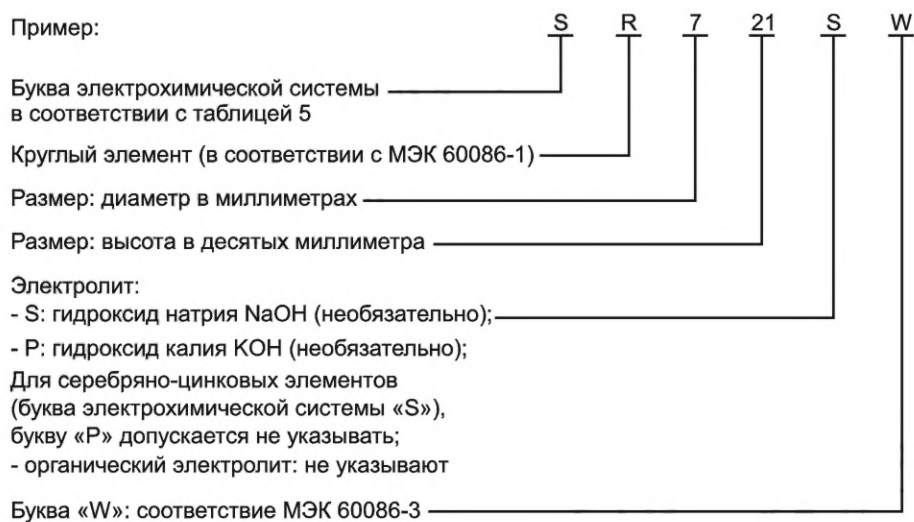 Пример:
S R 7 21 S W
Буква электрохимической системы
в соответствии с таблицей 5
Круглый элемент (в соответствии с МЭК 60086-1)
Размер: диаметр в миллиметрах
Размер: высота в десятых миллиметра
Электролит:
- S: гидроксид натрия NaOH (необязательно);
- P: гидроксид калия KOH (необязательно);
Для серебряно-цинковых элементов
(буква электрохимической системы «S»),
букву «P» допускается не указывать;
- органический электролит: не указывают
Буква «W»: соответствие МЭК 60086-3